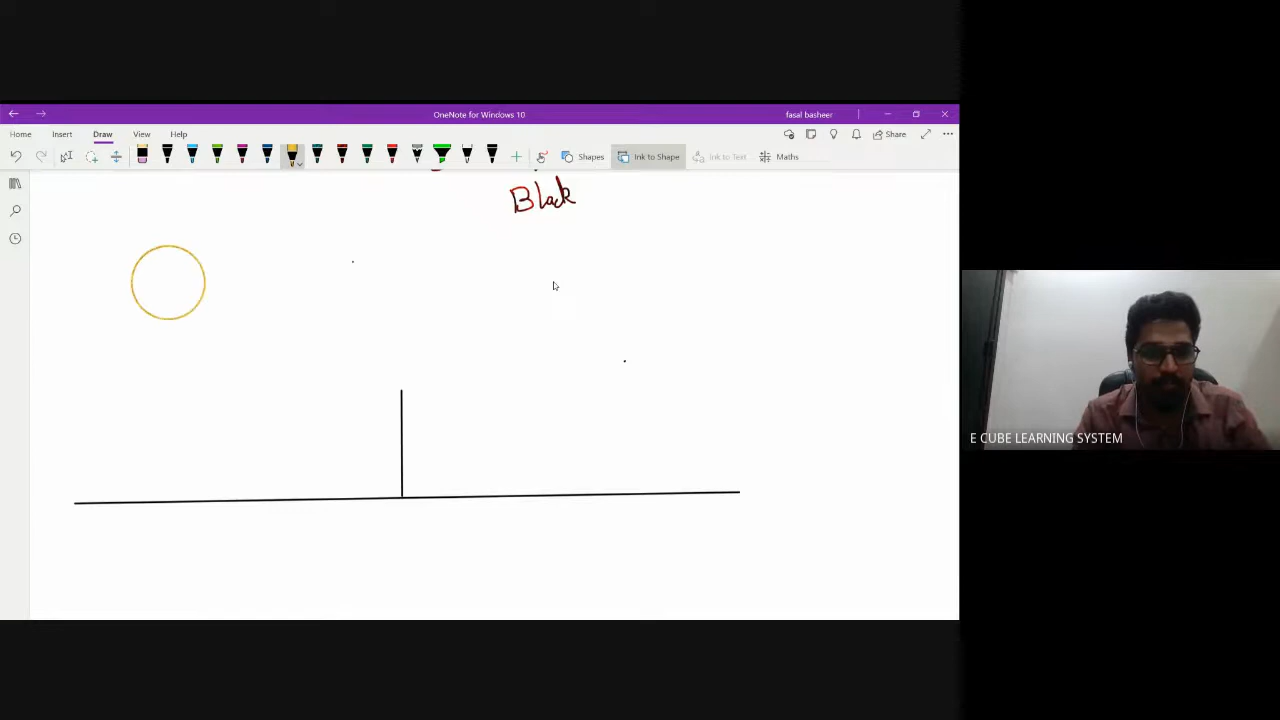 OneNote for Windows 10
fasal basheer
Home Insert Draw View Help
Share
Shapes
Ink to Shape
Ink to Text
Maths
Black
E CUBE LEARNING SYSTEM